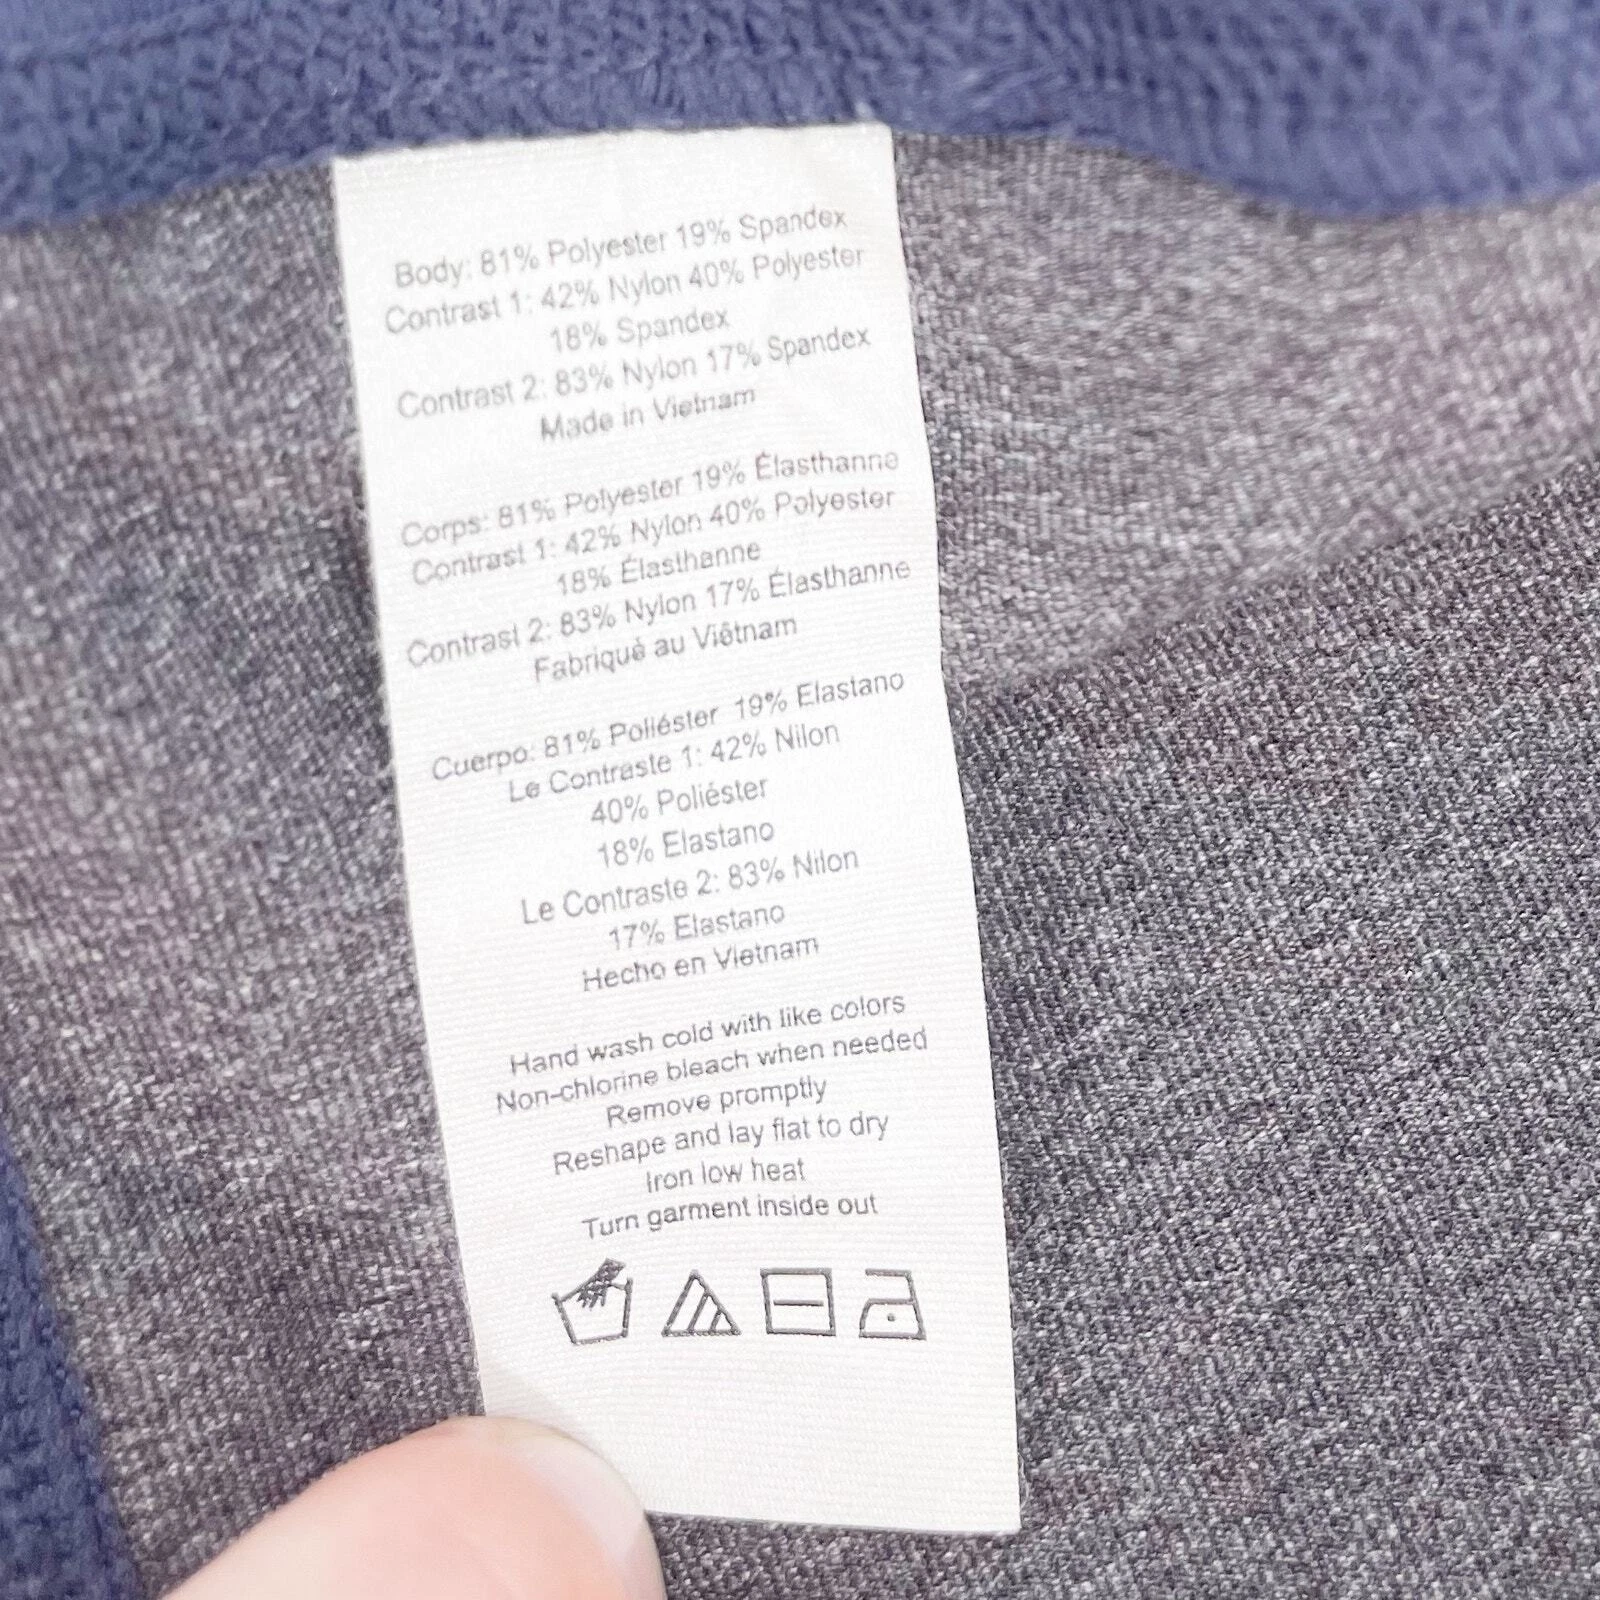 Body: 81% Polyester 19% Spandex
Contrast 1: 42% Nylon 40% Polyester
18% Spandex
Contrast 2: 83% Nylon 17% Spandex
Made in Vietnam
Corps: 81% Polyester 19% Élasthanne
Contrast 1: 42% Nylon 40% Polyester
18% Élasthanne
Contrast 2: 83% Nylon 17% Élasthanne
Fabriqué au Viêtnam
Cuerpo: 81% Poliéster 19% Elastano
Le Contraste 1: 42% Nilon
40% Poliéster
18% Elastano
Le Contraste 2: 83% Nilon
17% Elastano
Hecho en Vietnam
Hand wash cold with like colors
Non-chlorine bleach when needed
Remove promptly
Reshape and lay flat to dry
Iron low heat
Turn garment inside out